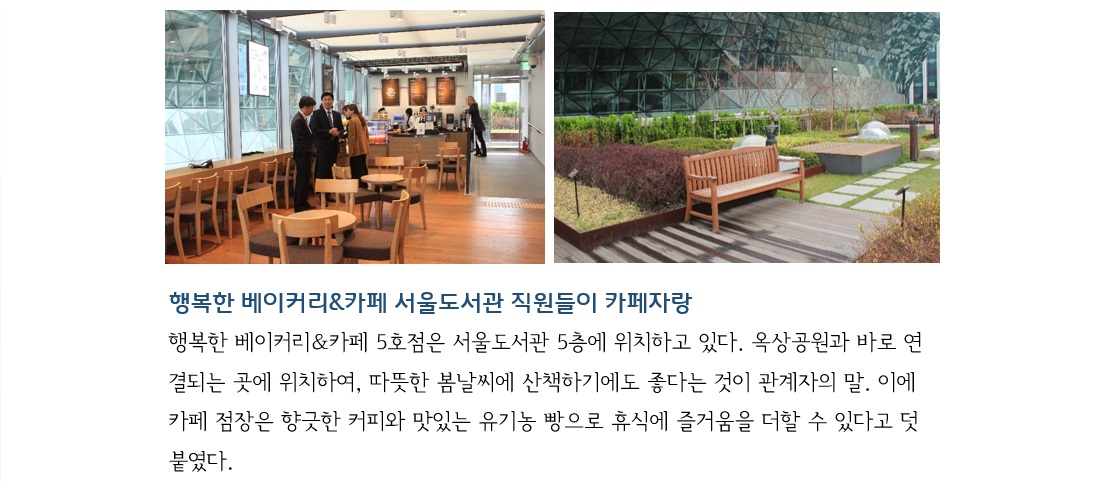 행복한 베이커리&카페 서울도서관 직원들이 카페자랑
행복한 베이커리&카페 5호점은 서울도서관 5층에 위치하고 있다. 옥상공원과 바로 연
결되는 곳에 위치하여, 따뜻한 봄날씨에 산책하기에도 좋다는 것이 관계자의 말. 이에
카페 점장은 향긋한 커피와 맛있는 유기농 빵으로 휴식에 즐거움을 더할 수 있다고 덧
붙였다.